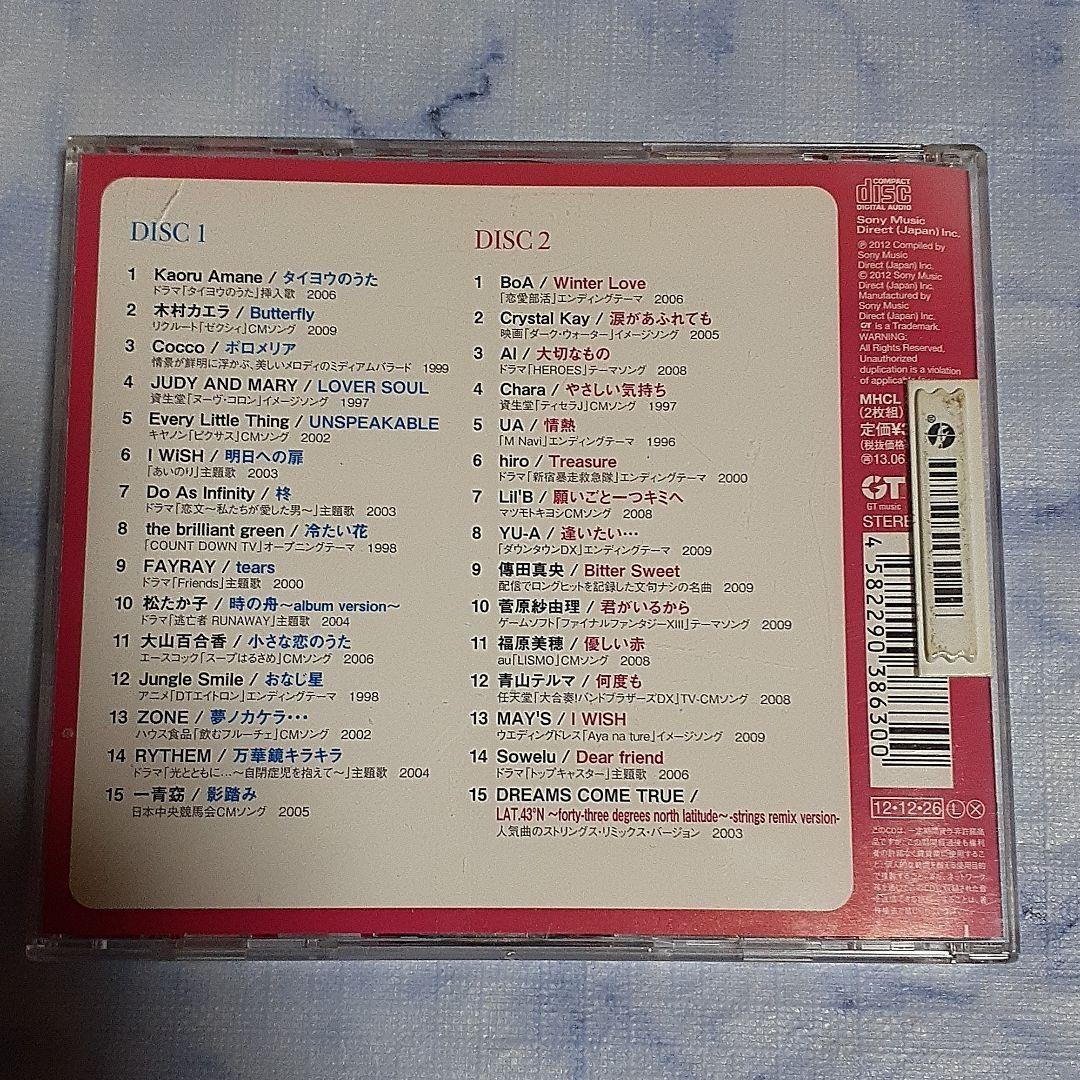 DISC 1
1 Kaoru Amane / タイヨウのうた
ドラマ「タイヨウのうた」挿入歌 2006
2 木村カエラ / Butterfly
リクルート「ゼクシィ」CMソング 2009
3 Cocco / ポロメリア
情景が鮮明に浮かぶ、美しいメロディのミディアムバラード 1999
4 JUDY AND MARY / LOVER SOUL
資生堂「ヌーヴ・コロン」イメージソング 1997
5 Every Little Thing / UNSPEAKABLE
キヤノン「ピクサス」CMソング 2002
6 I WiSH / 明日への扉
「あいのり」主題歌 2003
7 Do As Infinity / 柊
ドラマ「恋文〜私たちが愛した男〜」主題歌 2003
8 the brilliant green / 冷たい花
「COUNT DOWN TV」オープニングテーマ 1998
9 FAYRAY / tears
ドラマ「Friends」主題歌 2000
10 松たか子 / 時の舟〜album version〜
ドラマ「逃亡者 RUNAWAY」主題歌 2004
11 大山百合香 / 小さな恋のうた
エースコック「スープはるさめ」CMソング 2006
12 Jungle Smile / おなじ星
アニメ「DTエイトロン」エンディングテーマ 1998
13 ZONE / 夢ノカケラ・・・
ハウス食品「飲むフルーチェ」CMソング 2002
14 RYTHEM / 万華鏡キラキラ
ドラマ「光とともに…〜自閉症児を抱えて〜」主題歌 2004
15 一青窈 / 影踏み
日本中央競馬会CMソング 2005
DISC 2
1 BoA / Winter Love
「恋愛部活」エンディングテーマ 2006
2 Crystal Kay / 涙があふれても
映画「ダーク・ウォーター」イメージソング 2005
3 AI / 大切なもの
ドラマ「HEROES」テーマソング 2008
4 Chara / やさしい気持ち
資生堂「ティセラJ」CMソング 1997
5 UA / 情熱
「M Navi」エンディングテーマ 1996
6 hiro / Treasure
ドラマ「新宿暴走救急隊」エンディングテーマ 2000
7 Lil'B / 願いごと一つキミへ
マツモトキヨシCMソング 2008
8 YU-A / 逢いたい…
「ダウンタウンDX」エンディングテーマ 2009
9 傳田真央 / Bitter Sweet
配信でロングヒットを記録した文句ナシの名曲 2009
10 菅原紗由理 / 君がいるから
ゲームソフト「ファイナルファンタジーXIII」テーマソング 2009
11 福原美穂 / 優しい赤
au「LISMO」CMソング 2008
12 青山テルマ / 何度も
任天堂「大合奏!バンドブラザーズDX」TV-CMソング 2008
13 MAY'S / I WISH
ウエディングドレス「Aya na ture」イメージソング 2009
14 Sowelu / Dear friend
ドラマ「トップキャスター」主題歌 2006
15 DREAMS COME TRUE /
LAT.43°N 〜forty-three degrees north latitude〜-strings remix version-
人気曲のストリングス・リミックス・バージョン 2003
COMPACT
disc
DIGITAL AUDIO
Sony Music
Direct (Japan) Inc.
℗ 2012 Compiled by
Sony Music
Direct (Japan) Inc.
© 2012 Sony Music
Direct (Japan) Inc.
Manufactured by
Sony Music
Direct (Japan) Inc.
GT is a Trademark.
WARNING:
All Rights Reserved.
Unauthorized
duplication is a violation
of applicable
MHCL
(2枚組)
定価¥3
(税抜価格
13.06
GT
GT music
STEREO
4 582290 386300
12・12・26 L X